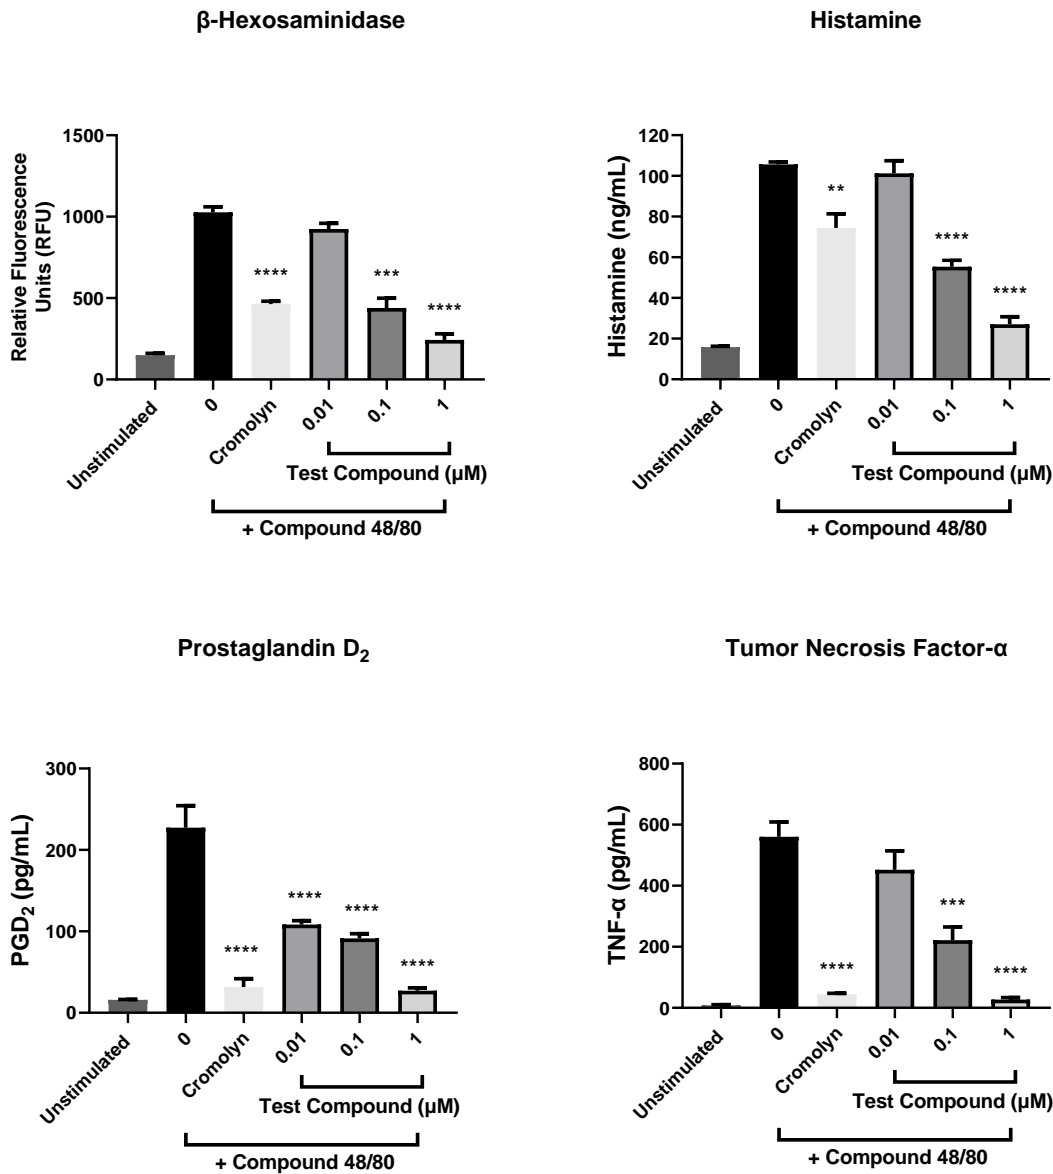 β-Hexosaminidase
Relative Fluorescence
Units (RFU)
1500
1000
500
0
****
***
****
Unstimulated
0
Cromolyn
0.01
0.1
1
Test Compound (μM)
+ Compound 48/80
Histamine
Histamine (ng/mL)
120
100
80
60
40
20
0
**
****
****
Unstimulated
0
Cromolyn
0.01
0.1
1
Test Compound (μM)
+ Compound 48/80
Prostaglandin D₂
PGD₂ (pg/mL)
300
200
100
0
****
****
****
****
Unstimulated
0
Cromolyn
0.01
0.1
1
Test Compound (μM)
+ Compound 48/80
Tumor Necrosis Factor-α
TNF-α (pg/mL)
800
600
400
200
0
****
***
****
Unstimulated
0
Cromolyn
0.01
0.1
1
Test Compound (μM)
+ Compound 48/80